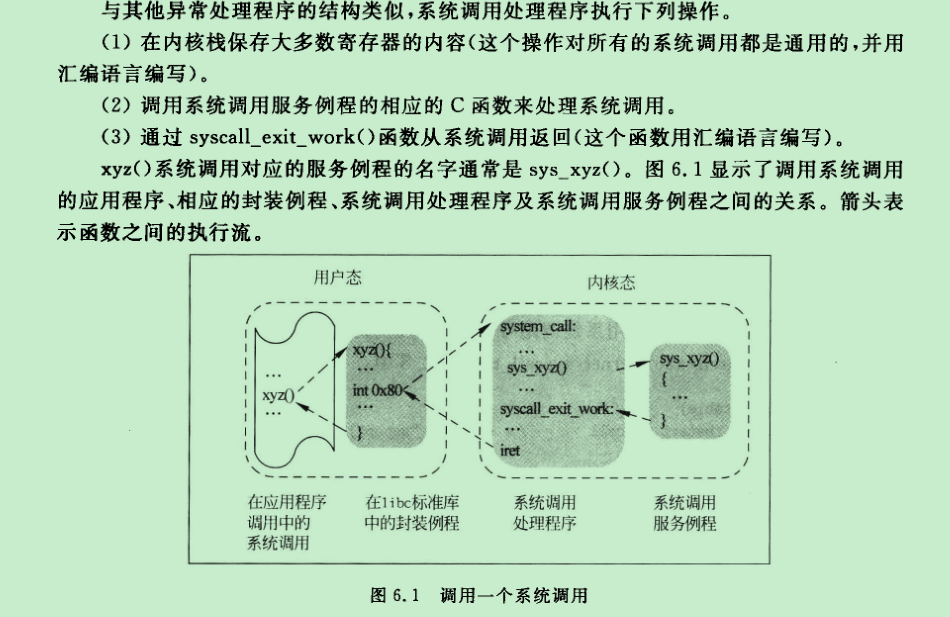 与其他异常处理程序的结构类似,系统调用处理程序执行下列操作。
(1) 在内核栈保存大多数寄存器的内容(这个操作对所有的系统调用都是通用的,并用
汇编语言编写)。
(2) 调用系统调用服务例程的相应的 C 函数来处理系统调用。
(3) 通过 syscall_exit_work()函数从系统调用返回(这个函数用汇编语言编写)。
xyz()系统调用对应的服务例程的名字通常是 sys_xyz()。图 6.1 显示了调用系统调用
的应用程序、相应的封装例程、系统调用处理程序及系统调用服务例程之间的关系。箭头表
示函数之间的执行流。
用户态
内核态
...
xyz()
...
xyz(){
...
int 0x80
...
}
system_call:
...
sys_xyz()
...
syscall_exit_work:
...
iret
sys_xyz()
{
...
}
在应用程序
调用中的
系统调用
在libc标准库
中的封装例程
系统调用
处理程序
系统调用
服务例程
图 6.1 调用一个系统调用